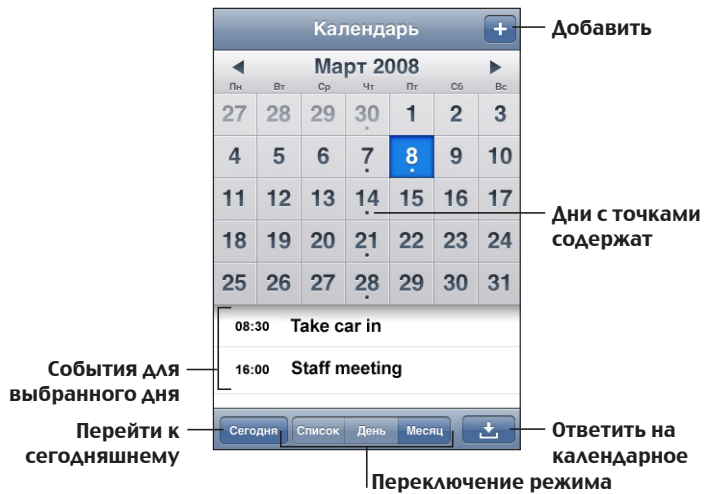 Календарь
+
Добавить
Март 2008
Пн Вт Ср Чт Пт Сб Вс
27 28 29 30 1 2 3
4 5 6 7 8 9 10
11 12 13 14 15 16 17
Дни с точками
содержат
18 19 20 21 22 23 24
25 26 27 28 29 30 31
08:30 Take car in
16:00 Staff meeting
События для
выбранного дня
Сегодня Список День Месяц
Перейти к
сегодняшнему
Ответить на
календарное
Переключение режима